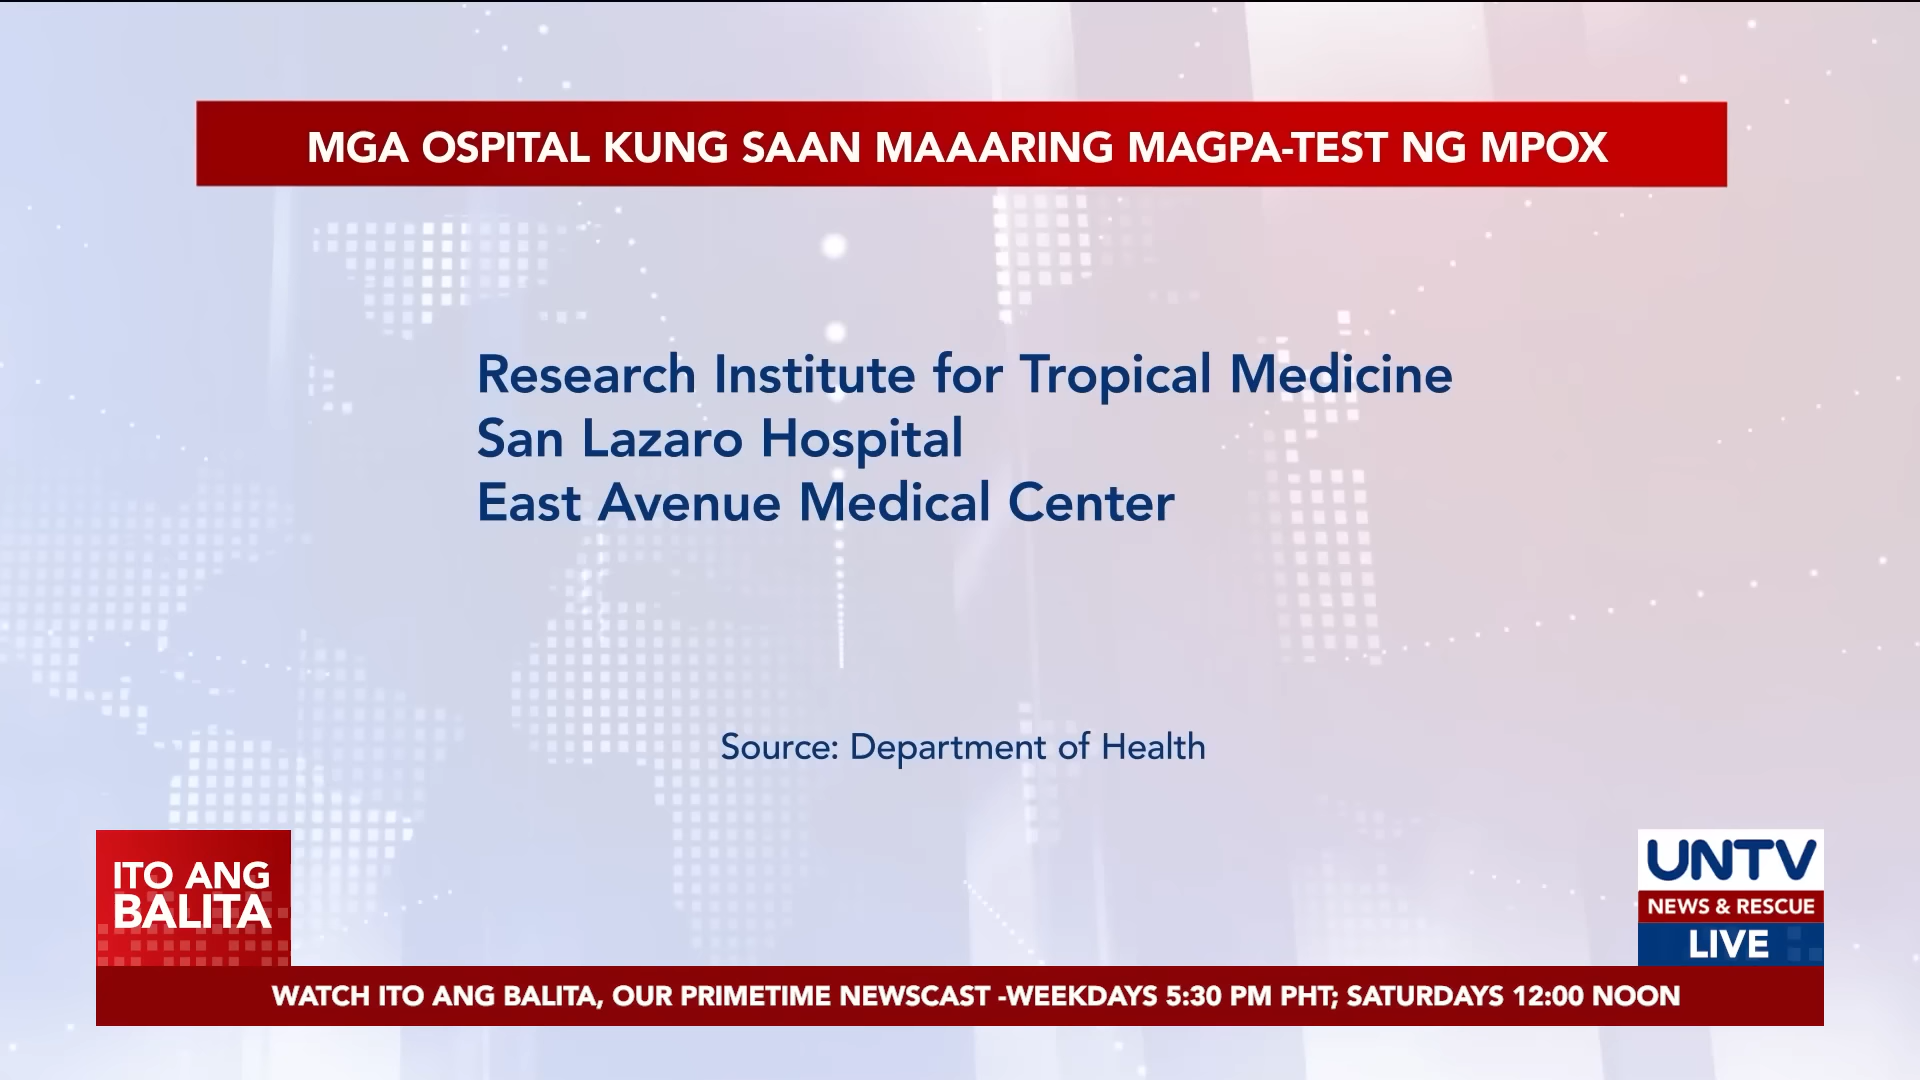 MGA OSPITAL KUNG SAAN MAAARING MAGPA-TEST NG MPOX
Research Institute for Tropical Medicine
San Lazaro Hospital
East Avenue Medical Center
Source: Department of Health
ITO ANG
BALITA
UNTV
NEWS & RESCUE
LIVE
WATCH ITO ANG BALITA, OUR PRIMETIME NEWSCAST -WEEKDAYS 5:30 PM PHT; SATURDAYS 12:00 NOON